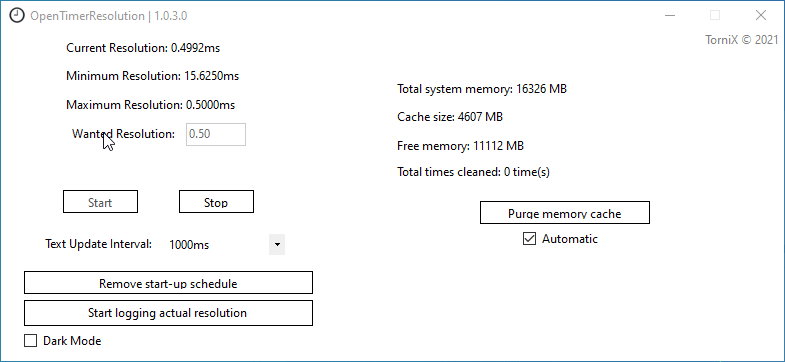 OpenTimerResolution | 1.0.3.0
TorniX © 2021
Current Resolution: 0.4992ms
Minimum Resolution: 15.6250ms
Maximum Resolution: 0.5000ms
Wanted Resolution: 0.50
Start
Stop
Text Update Interval: 1000ms
Remove start-up schedule
Start logging actual resolution
Dark Mode
Total system memory: 16326 MB
Cache size: 4607 MB
Free memory: 11112 MB
Total times cleaned: 0 time(s)
Purge memory cache
Automatic